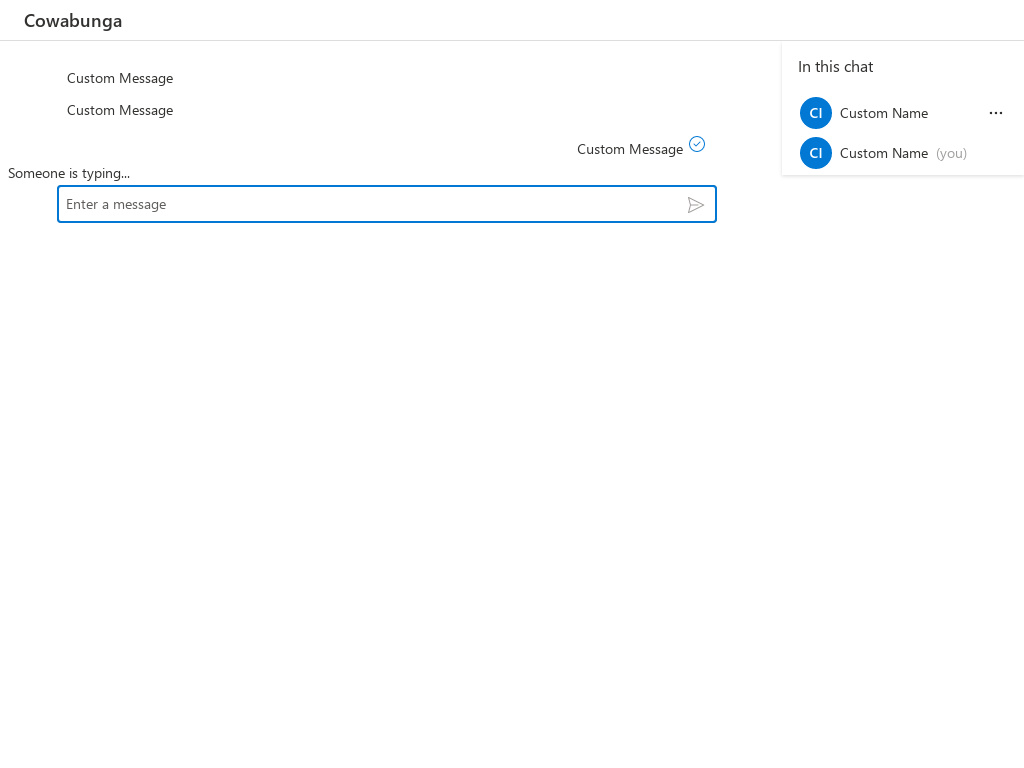 Cowabunga
In this chat
Custom Message
Custom Message
Custom Message
Someone is typing...
Enter a message
CI Custom Name
CI Custom Name (you)